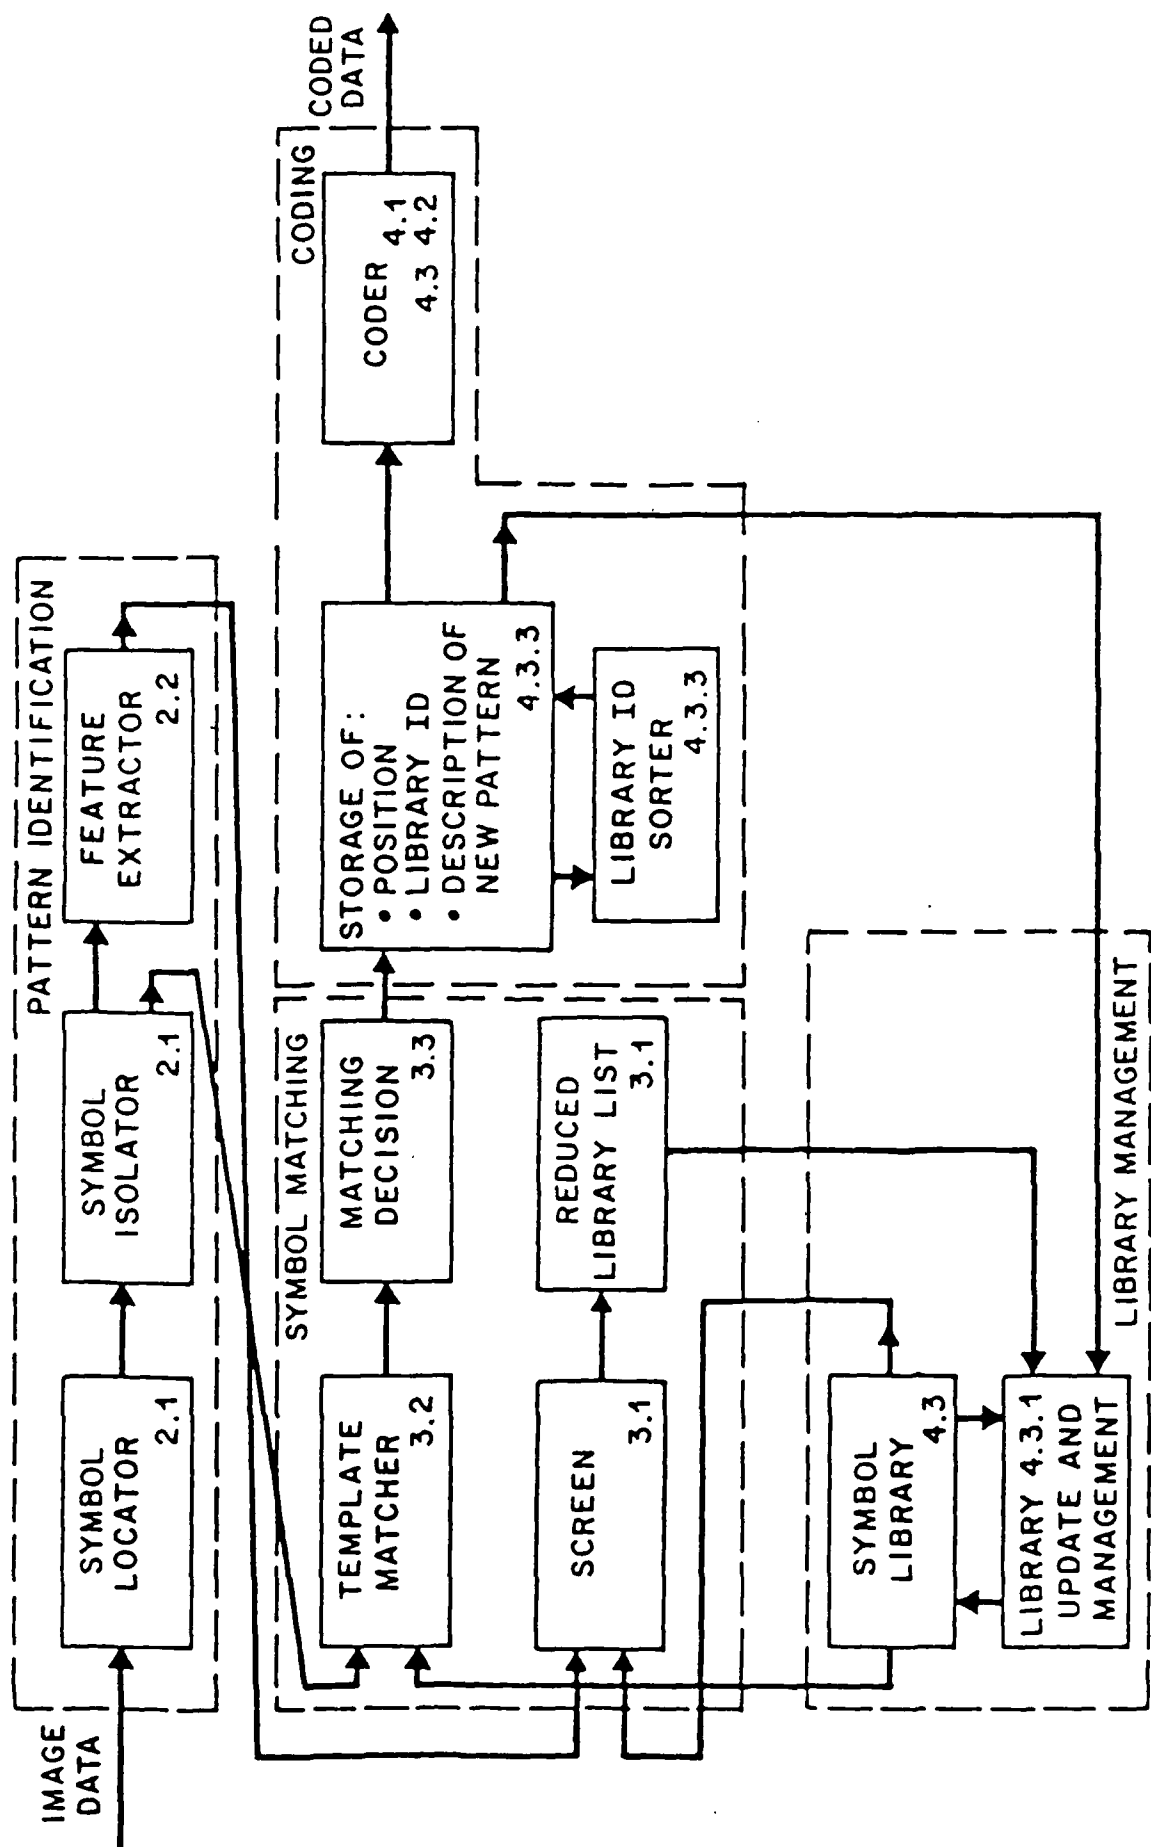 IMAGE
DATA
PATTERN IDENTIFICATION
SYMBOL
LOCATOR
2.1
SYMBOL
ISOLATOR
2.1
FEATURE
EXTRACTOR
2.2
SYMBOL MATCHING
TEMPLATE
MATCHER
3.2
MATCHING
DECISION
3.3
SCREEN
3.1
REDUCED
LIBRARY LIST
3.1
CODING
STORAGE OF:
• POSITION
• LIBRARY ID
• DESCRIPTION OF
NEW PATTERN
4.3.3
LIBRARY ID
SORTER
4.3.3
CODER
4.1
4.3 4.2
CODED
DATA
SYMBOL
LIBRARY
4.3
LIBRARY 4.3.1
UPDATE AND
MANAGEMENT
LIBRARY MANAGEMENT